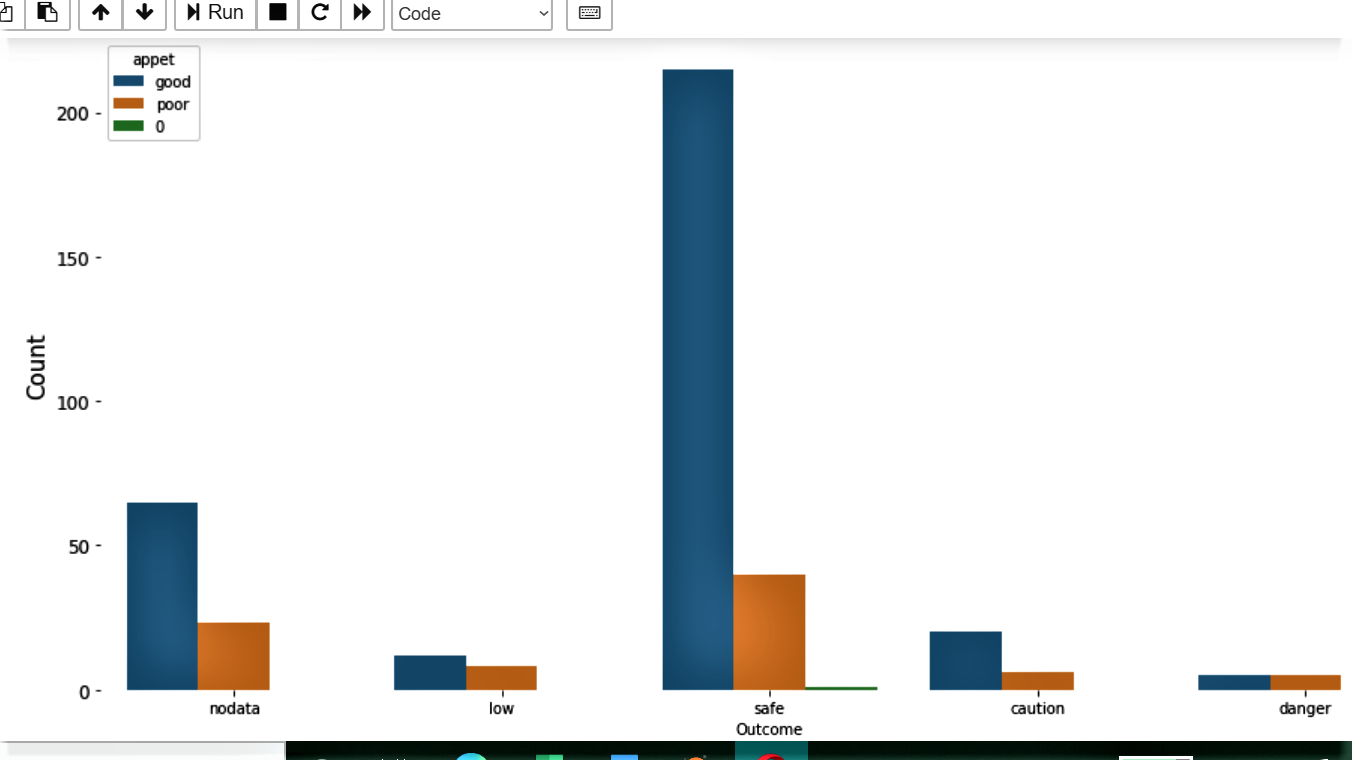 Run
Code
appet
good
poor
0
200
150
100
50
0
Count
nodata
low
safe
caution
danger
Outcome